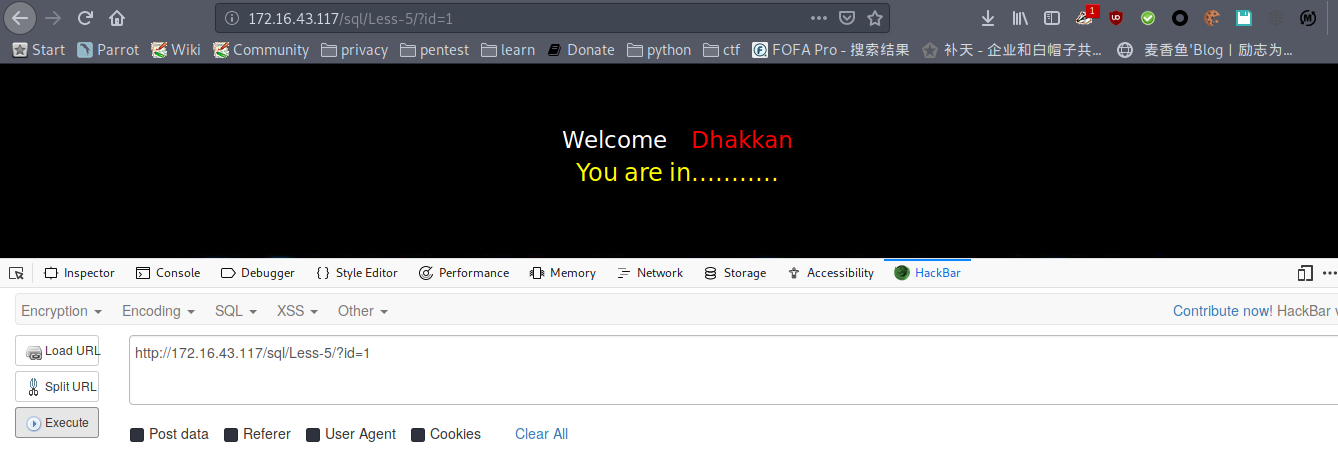 172.16.43.117/sql/Less-5/?id=1
1
Start Parrot Wiki Community privacy pentest learn Donate python ctf FOFA Pro - 搜索结果 补天 - 企业和白帽子共... 麦香鱼'Blog | 励志为...
Welcome Dhakkan
You are in...........
Inspector Console Debugger Style Editor Performance Memory Network Storage Accessibility HackBar
Encryption Encoding SQL XSS Other Contribute now! HackBar v
Load URL http://172.16.43.117/sql/Less-5/?id=1
Split URL
Execute
Post data Referer User Agent Cookies Clear All